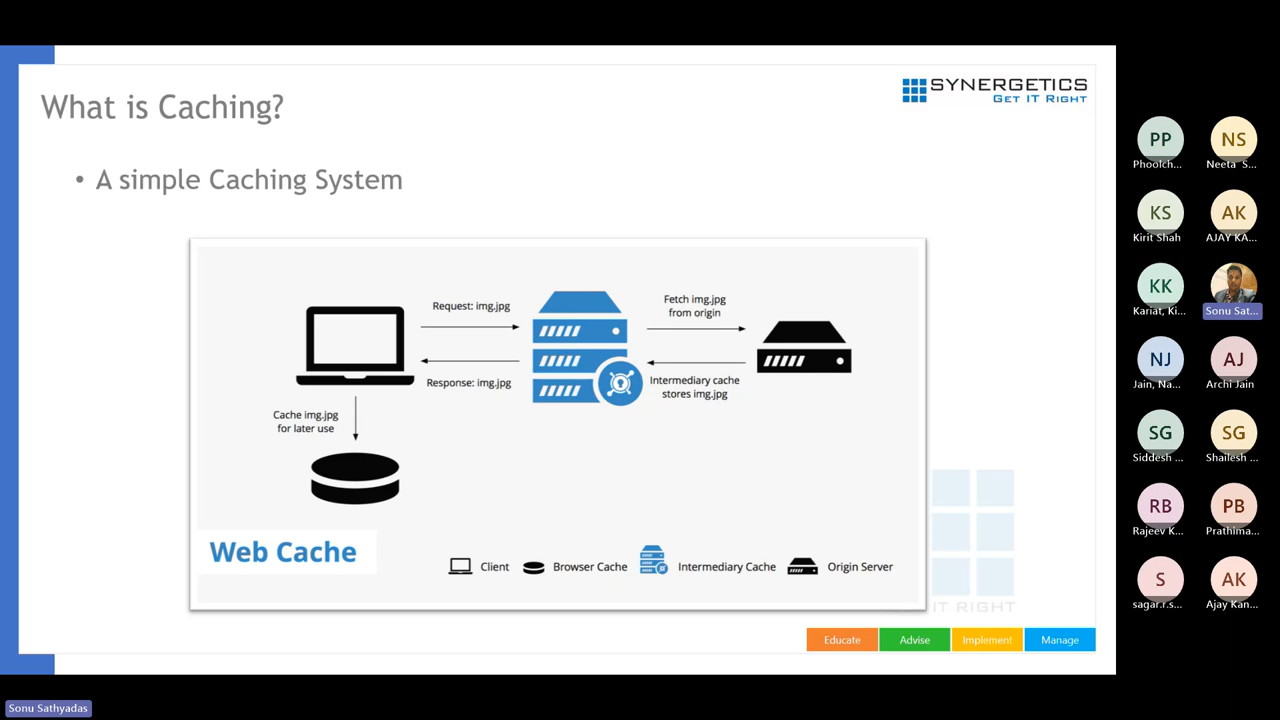 SYNERGETICS
GET IT RIGHT
What is Caching?
• A simple Caching System
Request: img.jpg
Fetch img.jpg
from origin
Response: img.jpg
Intermediary cache
stores img.jpg
Cache img.jpg
for later use
Web Cache
Client
Browser Cache
Intermediary Cache
Origin Server
IT RIGHT
Educate
Advise
Implement
Manage
PP
Phoolch...
NS
Neeta S...
KS
Kirit Shah
AK
AJAY KA...
KK
Kariat, Ki...
Sonu Sat...
NJ
Jain, Na...
AJ
Archi Jain
SG
Siddesh ...
SG
Shailesh ...
RB
Rajeev K...
PB
Prathima...
S
sagar.r.s...
AK
Ajay Kan...
Sonu Sathyadas